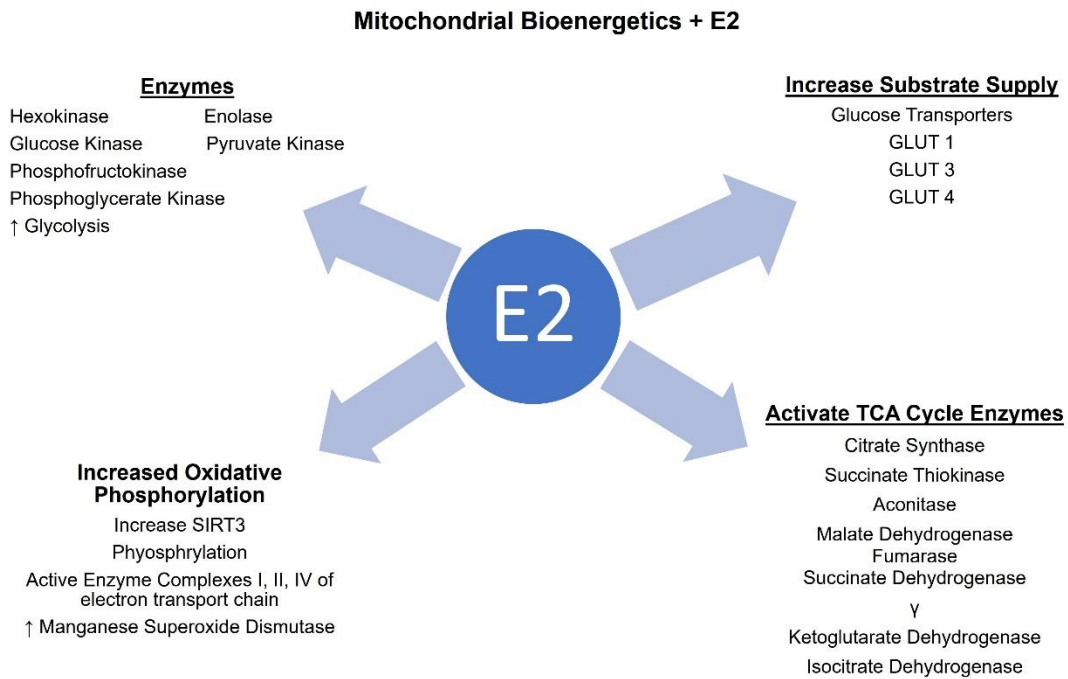 Mitochondrial Bioenergetics + E2
Enzymes
Hexokinase Enolase
Glucose Kinase Pyruvate Kinase
Phosphofructokinase
Phosphoglycerate Kinase
↑ Glycolysis
Increase Substrate Supply
Glucose Transporters
GLUT 1
GLUT 3
GLUT 4
E2
Increased Oxidative
Phosphorylation
Increase SIRT3
Phyosphrylation
Active Enzyme Complexes I, II, IV of
electron transport chain
↑ Manganese Superoxide Dismutase
Activate TCA Cycle Enzymes
Citrate Synthase
Succinate Thiokinase
Aconitase
Malate Dehydrogenase
Fumarase
Succinate Dehydrogenase
γ
Ketoglutarate Dehydrogenase
Isocitrate Dehydrogenase